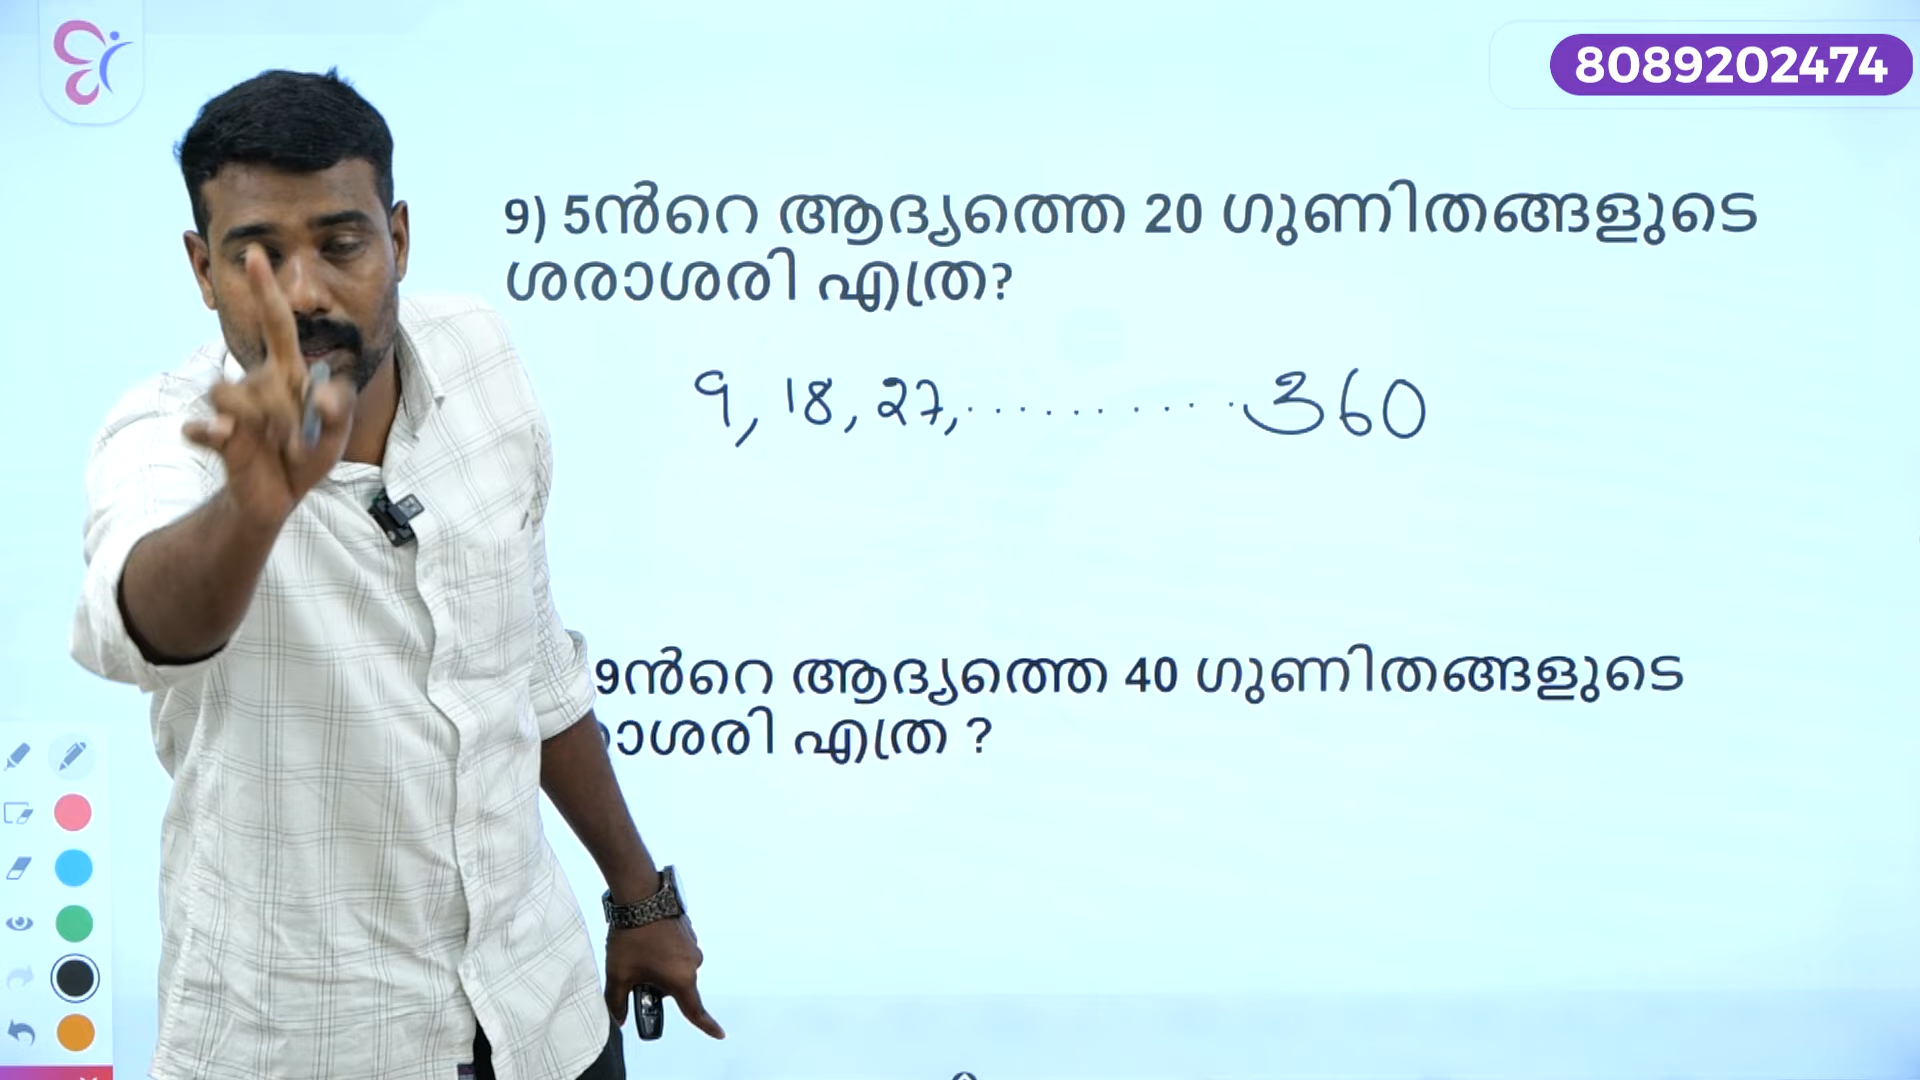 8089202474
9) 5ൻറെ ആദ്യത്തെ 20 ഗുണിതങ്ങളുടെ
ശരാശരി എത്ര?
9, 18, 27, . . . . . . . . . . 360
9ൻറെ ആദ്യത്തെ 40 ഗുണിതങ്ങളുടെ
ാശരി എത്ര ?